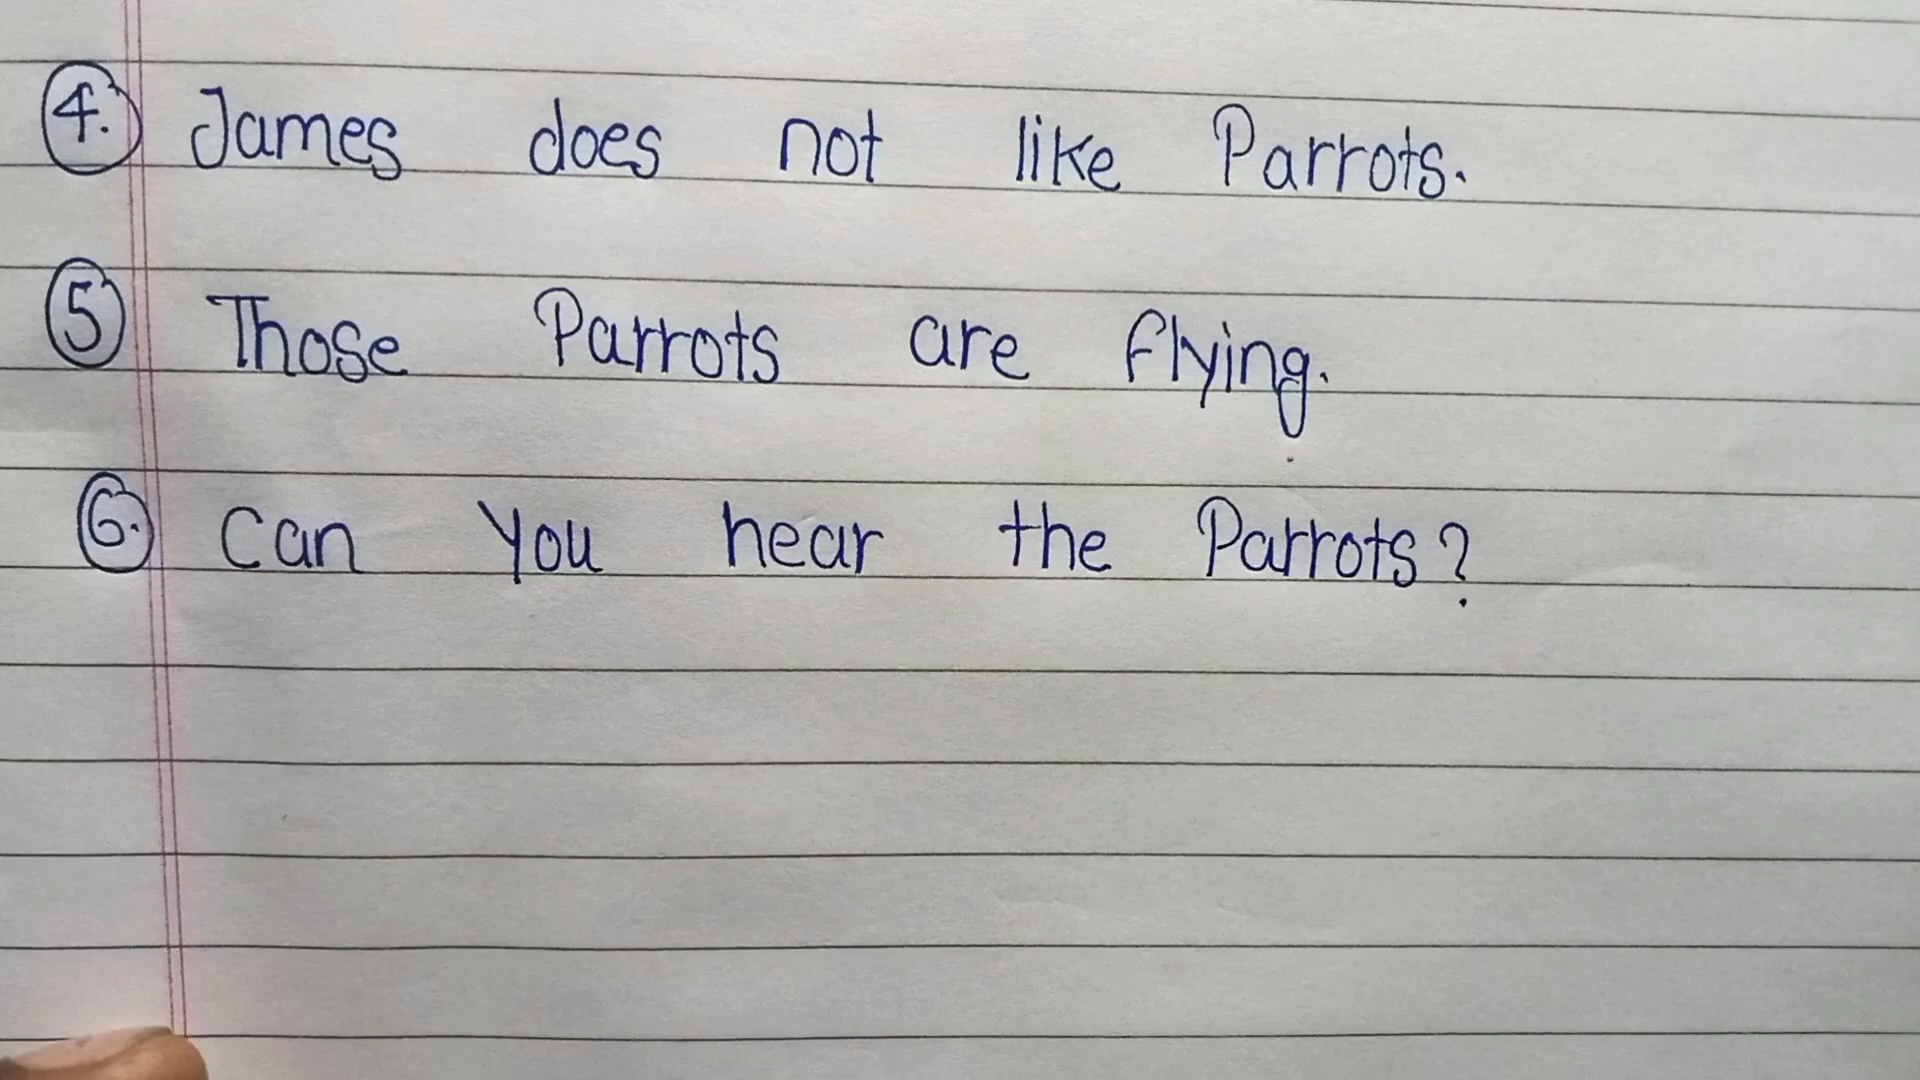 4. James does not like Parrots.
5 Those Parrots are flying.
6. Can You hear the Parrots?